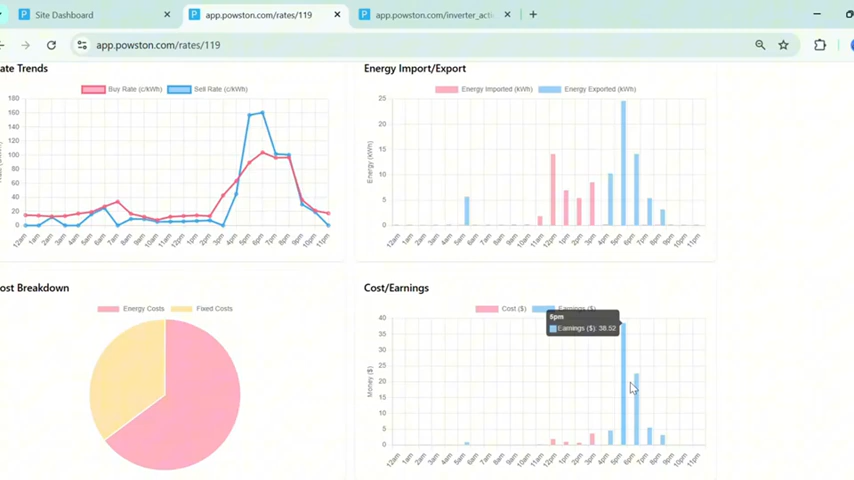 Site Dashboard
app.powston.com/rates/119
app.powston.com/inverter_acti
app.powston.com/rates/119
ate Trends
Buy Rate (c/kWh)
Sell Rate (c/kWh)
180
160
140
120
100
80
60
40
20
0
12am
1am
2am
3am
4am
5am
6am
7am
8am
9am
10am
11am
12pm
1pm
2pm
3pm
4pm
5pm
6pm
7pm
8pm
9pm
10pm
11pm
Energy Import/Export
Energy Imported (kWh)
Energy Exported (kWh)
Energy (kWh)
25
20
15
10
5
0
12am
1am
2am
3am
4am
5am
6am
7am
8am
9am
10am
11am
12pm
1pm
2pm
3pm
4pm
5pm
6pm
7pm
8pm
9pm
10pm
11pm
ost Breakdown
Energy Costs
Fixed Costs
Cost/Earnings
Cost ($)
Earnings ($)
5pm
Earnings ($): 38.52
Money ($)
40
35
30
25
20
15
10
5
0
12am
1am
2am
3am
4am
5am
6am
7am
8am
9am
10am
11am
12pm
1pm
2pm
3pm
4pm
5pm
6pm
7pm
8pm
9pm
10pm
11pm